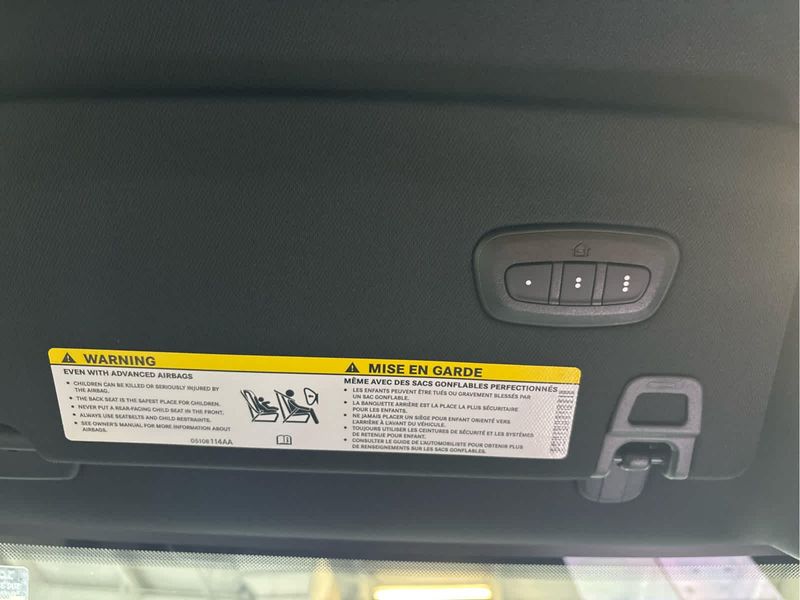 WARNING
EVEN WITH ADVANCED AIRBAGS
• CHILDREN CAN BE KILLED OR SERIOUSLY INJURED BY
THE AIRBAG.
• THE BACK SEAT IS THE SAFEST PLACE FOR CHILDREN.
• NEVER PUT A REAR-FACING CHILD SEAT IN THE FRONT.
• ALWAYS USE SEATBELTS AND CHILD RESTRAINTS.
• SEE OWNER'S MANUAL FOR MORE INFORMATION ABOUT
AIRBAGS.
05108114AA
MISE EN GARDE
MÊME AVEC DES SACS GONFLABLES PERFECTIONNÉS
• LES ENFANTS PEUVENT ÊTRE TUÉS OU GRAVEMENT BLESSÉS PAR
UN SAC GONFLABLE.
• LA BANQUETTE ARRIÈRE EST LA PLACE LA PLUS SÉCURITAIRE
POUR LES ENFANTS.
• NE JAMAIS PLACER UN SIÈGE POUR ENFANT ORIENTÉ VERS
L'ARRIÈRE À L'AVANT DU VÉHICULE.
• TOUJOURS UTILISER LES CEINTURES DE SÉCURITÉ ET LES SYSTÈMES
DE RETENUE POUR ENFANT.
• CONSULTER LE GUIDE DE L'AUTOMOBILISTE POUR OBTENIR PLUS
DE RENSEIGNEMENTS SUR LES SACS GONFLABLES.